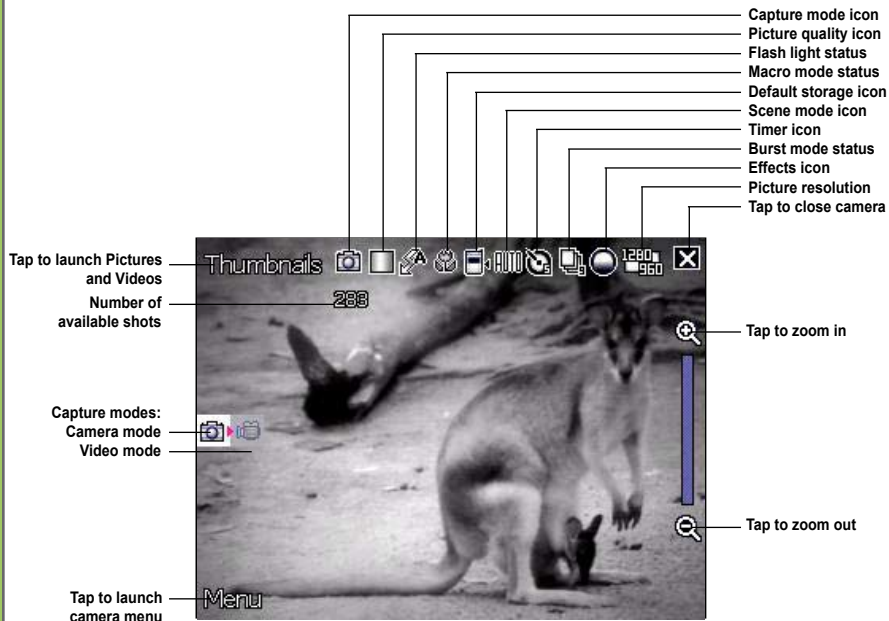 Capture mode icon
Picture quality icon
Flash light status
Macro mode status
Default storage icon
Scene mode icon
Timer icon
Burst mode status
Effects icon
Picture resolution
Tap to close camera
Tap to launch Pictures
and Videos
Thumbnails A AUTO 1280 960
Number of
available shots
283
Tap to zoom in
Capture modes:
Camera mode
Video mode
Tap to zoom out
Tap to launch
camera menu
Menu